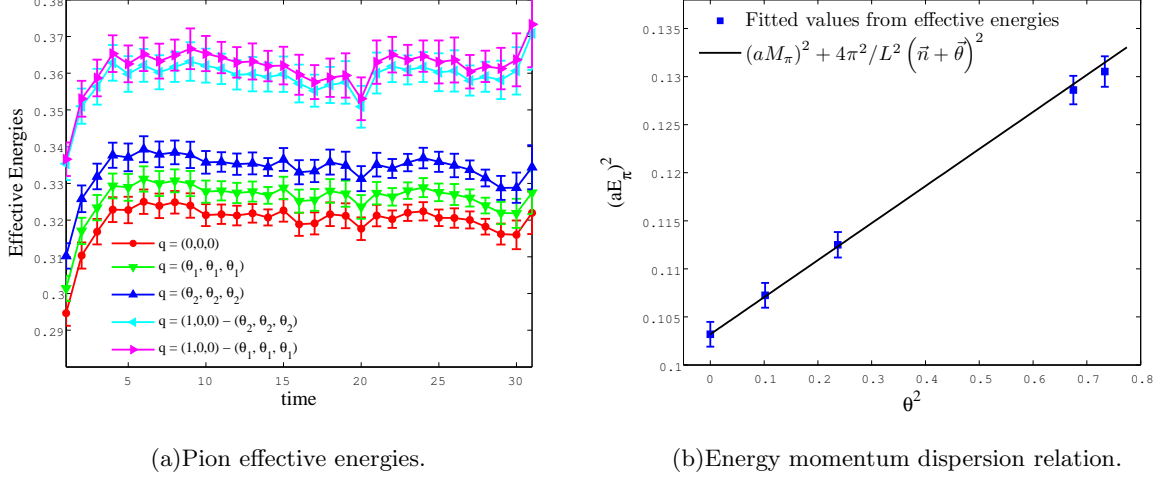 0.38
0.37
0.36
0.35
0.34
0.33
0.32
0.31
0.3
0.29
Effective Energies
q = (0,0,0)
q = (θ₁, θ₁, θ₁)
q = (θ₂, θ₂, θ₂)
q = (1,0,0) − (θ₂, θ₂, θ₂)
q = (1,0,0) − (θ₁, θ₁, θ₁)
5 10 15 20 25 30
time
(a)Pion effective energies.
Fitted values from effective energies
(aM_π)² + 4π²/L² (n⃗ + θ⃗)²
0.135
0.13
0.125
0.12
0.115
0.11
0.105
0.1
(aE_π)²
0 0.1 0.2 0.3 0.4 0.5 0.6 0.7 0.8
θ²
(b)Energy momentum dispersion relation.